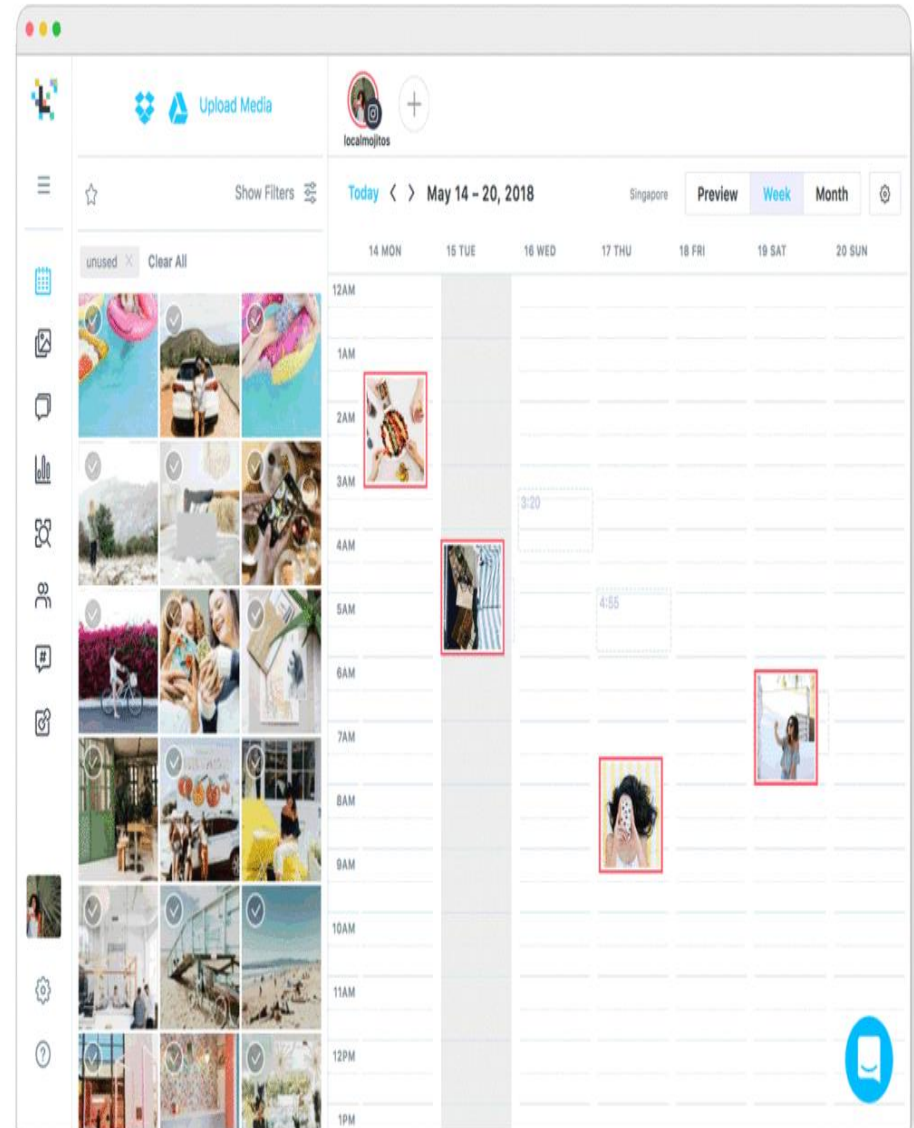 Upload Media
localmojitos
Show Filters
Today < > May 14 – 20, 2018
Singapore
Preview Week Month
unused × Clear All
14 MON 15 TUE 16 WED 17 THU 18 FRI 19 SAT 20 SUN
12AM
1AM
2AM
3AM
3:20
4AM
4:55
5AM
6AM
7AM
8AM
9AM
10AM
11AM
12PM
1PM